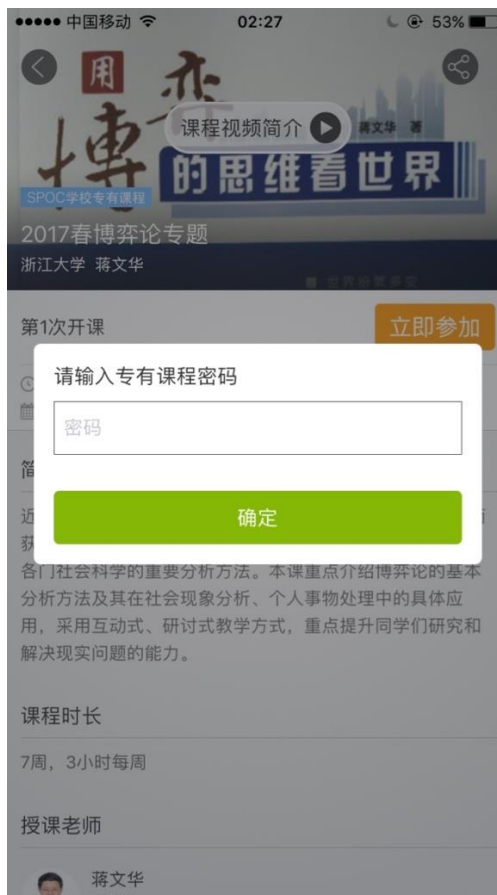 中国移动
02:27
53%
用
博弈
蒋文华 著
课程视频简介
的思维看世界
SPOC学校专有课程
2017春博弈论专题
浙江大学 蒋文华
第1次开课
立即参加
请输入专有课程密码
密码
简
确定
近
获
各门社会科学的重要分析方法。本课重点介绍博弈论的基本
分析方法及其在社会现象分析、个人事物处理中的具体应
用，采用互动式、研讨式教学方式，重点提升同学们研究和
解决现实问题的能力。
课程时长
7周，3小时每周
授课老师
蒋文华